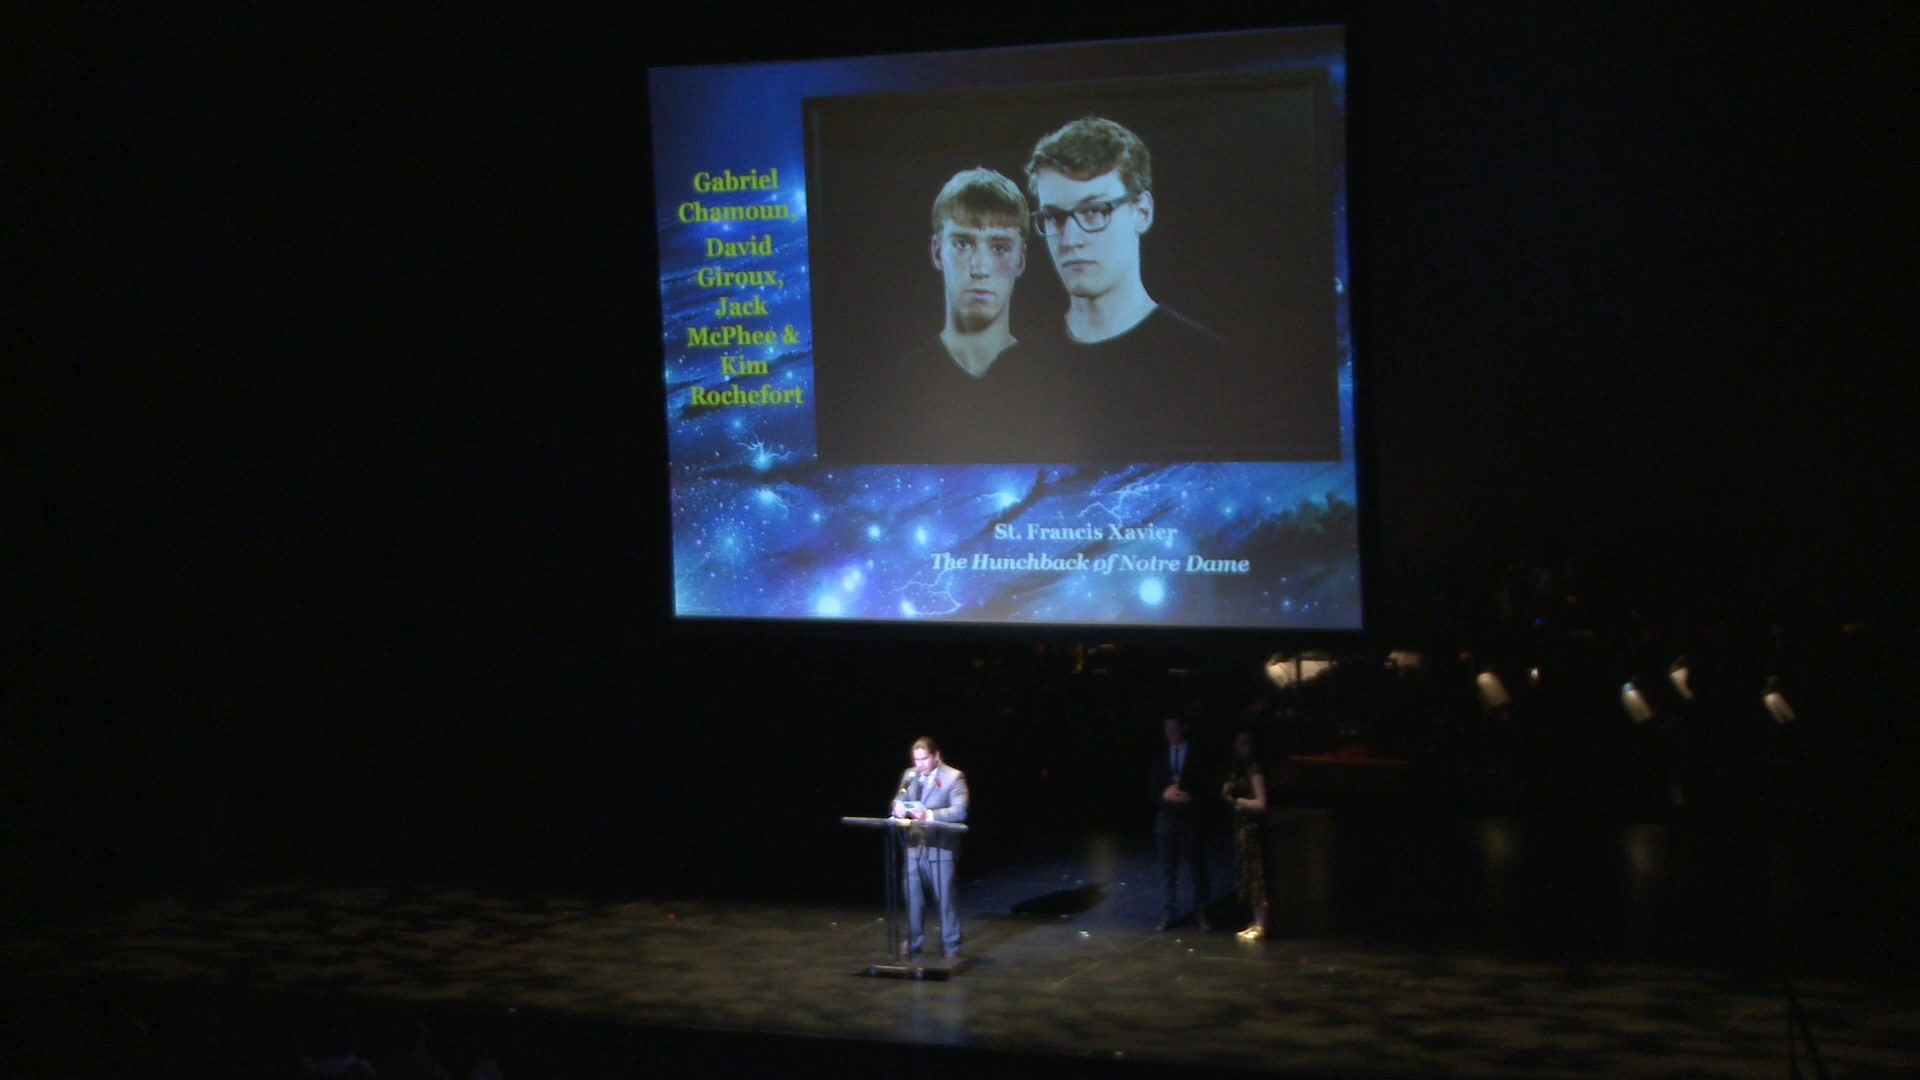 Gabriel
Chamoun,
David
Giroux,
Jack
McPhee &
Kim
Rochefort
St. Francis Xavier
The Hunchback of Notre Dame